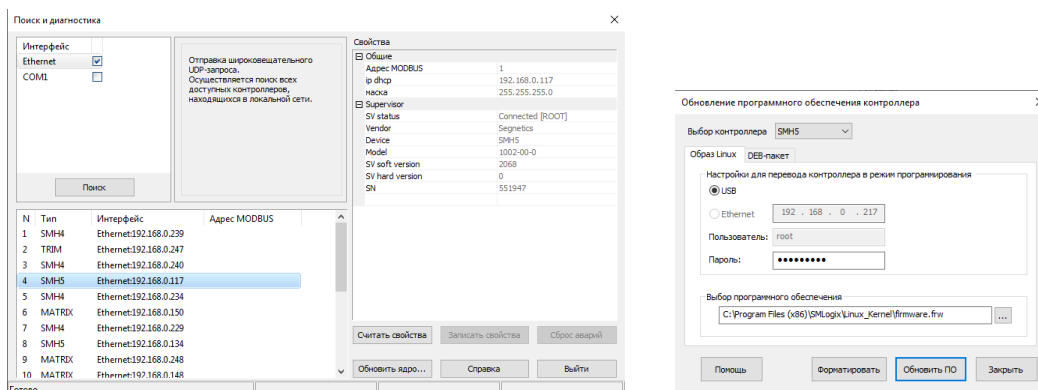 Поиск и диагностика
Интерфейс
Ethernet
COM1
Поиск
Отправка широковещательного
UDP-запроса.
Осуществляется поиск всех
доступных контроллеров,
находящихся в локальной сети.
Свойства
Общие
Адрес MODBUS 1
ip dhcp 192.168.0.117
маска 255.255.255.0
Supervisor
SV status Connected [ROOT]
Vendor Segnetics
Device SMH5
Model 1002-00-0
SV soft version 2068
SV hard version 0
SN 551947
N Тип Интерфейс Адрес MODBUS
1 SMH4 Ethernet:192.168.0.239
2 TRIM Ethernet:192.168.0.247
3 SMH4 Ethernet:192.168.0.240
4 SMH5 Ethernet:192.168.0.117
5 SMH4 Ethernet:192.168.0.234
6 MATRIX Ethernet:192.168.0.150
7 SMH4 Ethernet:192.168.0.229
8 SMH5 Ethernet:192.168.0.134
9 MATRIX Ethernet:192.168.0.248
10 MATRIX Ethernet:192.168.0.148
Считать свойства Записать свойства Сброс аварий
Обновить ядро... Справка Выйти
Готово
Обновление программного обеспечения контроллера
Выбор контроллера SMH5
Образ Linux DEB-пакет
Настройки для перевода контроллера в режим программирования
USB
Ethernet 192 . 168 . 0 . 217
Пользователь: root
Пароль: •••••••••
Выбор программного обеспечения
C:\Program Files (x86)\SMLogix\Linux_Kernel\firmware.frw ...
Помощь Форматировать Обновить ПО Закрыть